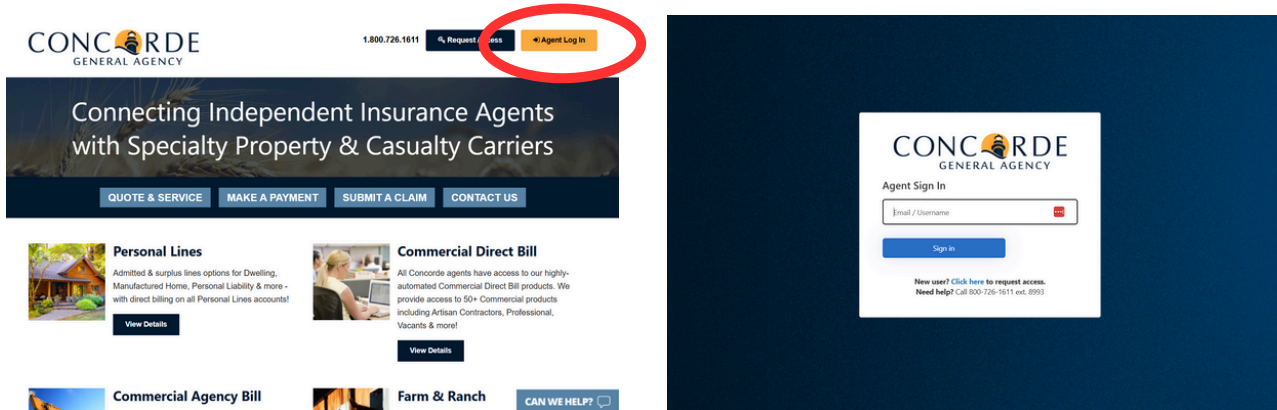 CONCORDE
GENERAL AGENCY
1.800.726.1611
Request Access
Agent Log In
Connecting Independent Insurance Agents
with Specialty Property & Casualty Carriers
QUOTE & SERVICE
MAKE A PAYMENT
SUBMIT A CLAIM
CONTACT US
Personal Lines
Admitted & surplus lines options for Dwelling,
Manufactured Home, Personal Liability & more -
with direct billing on all Personal Lines accounts!
View Details
Commercial Direct Bill
All Concorde agents have access to our highly-
automated Commercial Direct Bill products. We
provide access to 50+ Commercial products
including Artisan Contractors, Professional,
Vacants & more!
View Details
Commercial Agency Bill
Farm & Ranch
CAN WE HELP?
CONCORDE
GENERAL AGENCY
Agent Sign In
Email / Username
Sign in
New user? Click here to request access.
Need help? Call 800-726-1611 ext. 8993